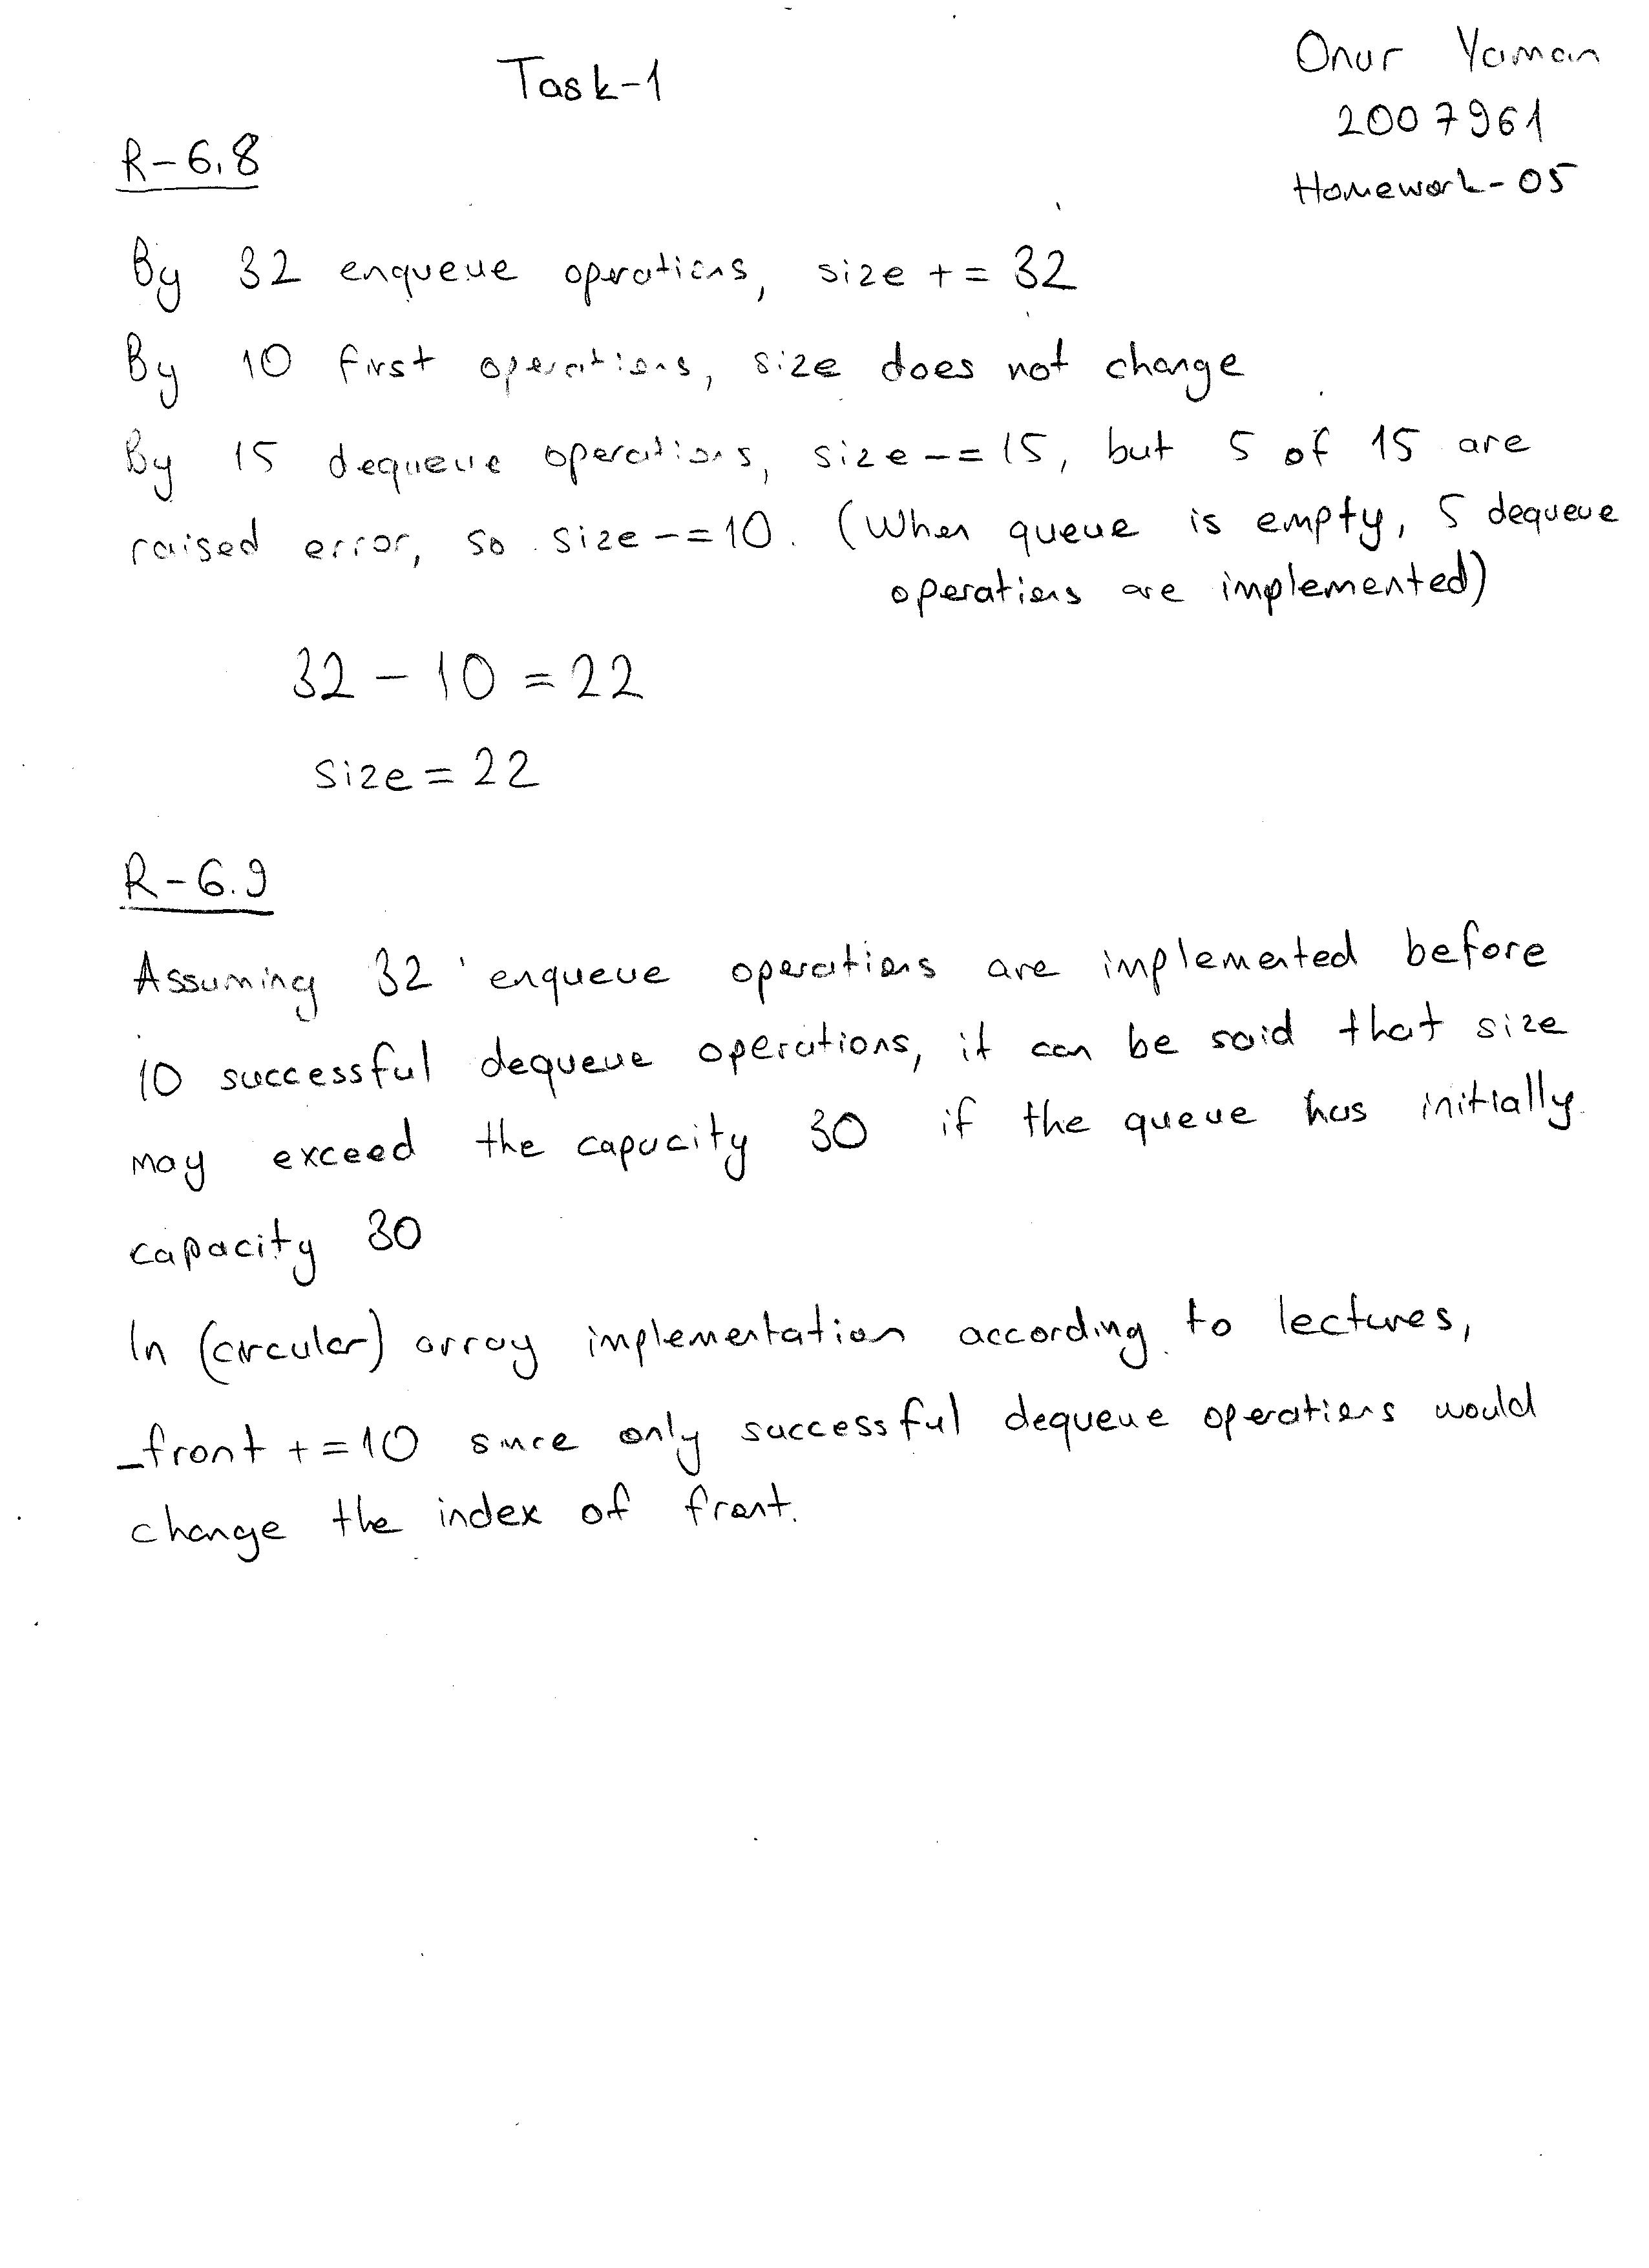 Task-1
Onur Yaman
2007961
Homework-05
R-6.8
By 32 enqueue operations, size += 32
By 10 first operations, size does not change
By 15 dequeue operations, size -= 15, but 5 of 15 are
raised error, so size -= 10. (When queue is empty, 5 dequeue
operations are implemented)
32 - 10 = 22
size = 22
R-6.9
Assuming 32 enqueue operations are implemented before
10 successful dequeue operations, it can be said that size
may exceed the capacity 30 if the queue has initially
capacity 30
In (circular) array implementation according to lectures,
_front += 10 since only successful dequeue operations would
change the index of front.